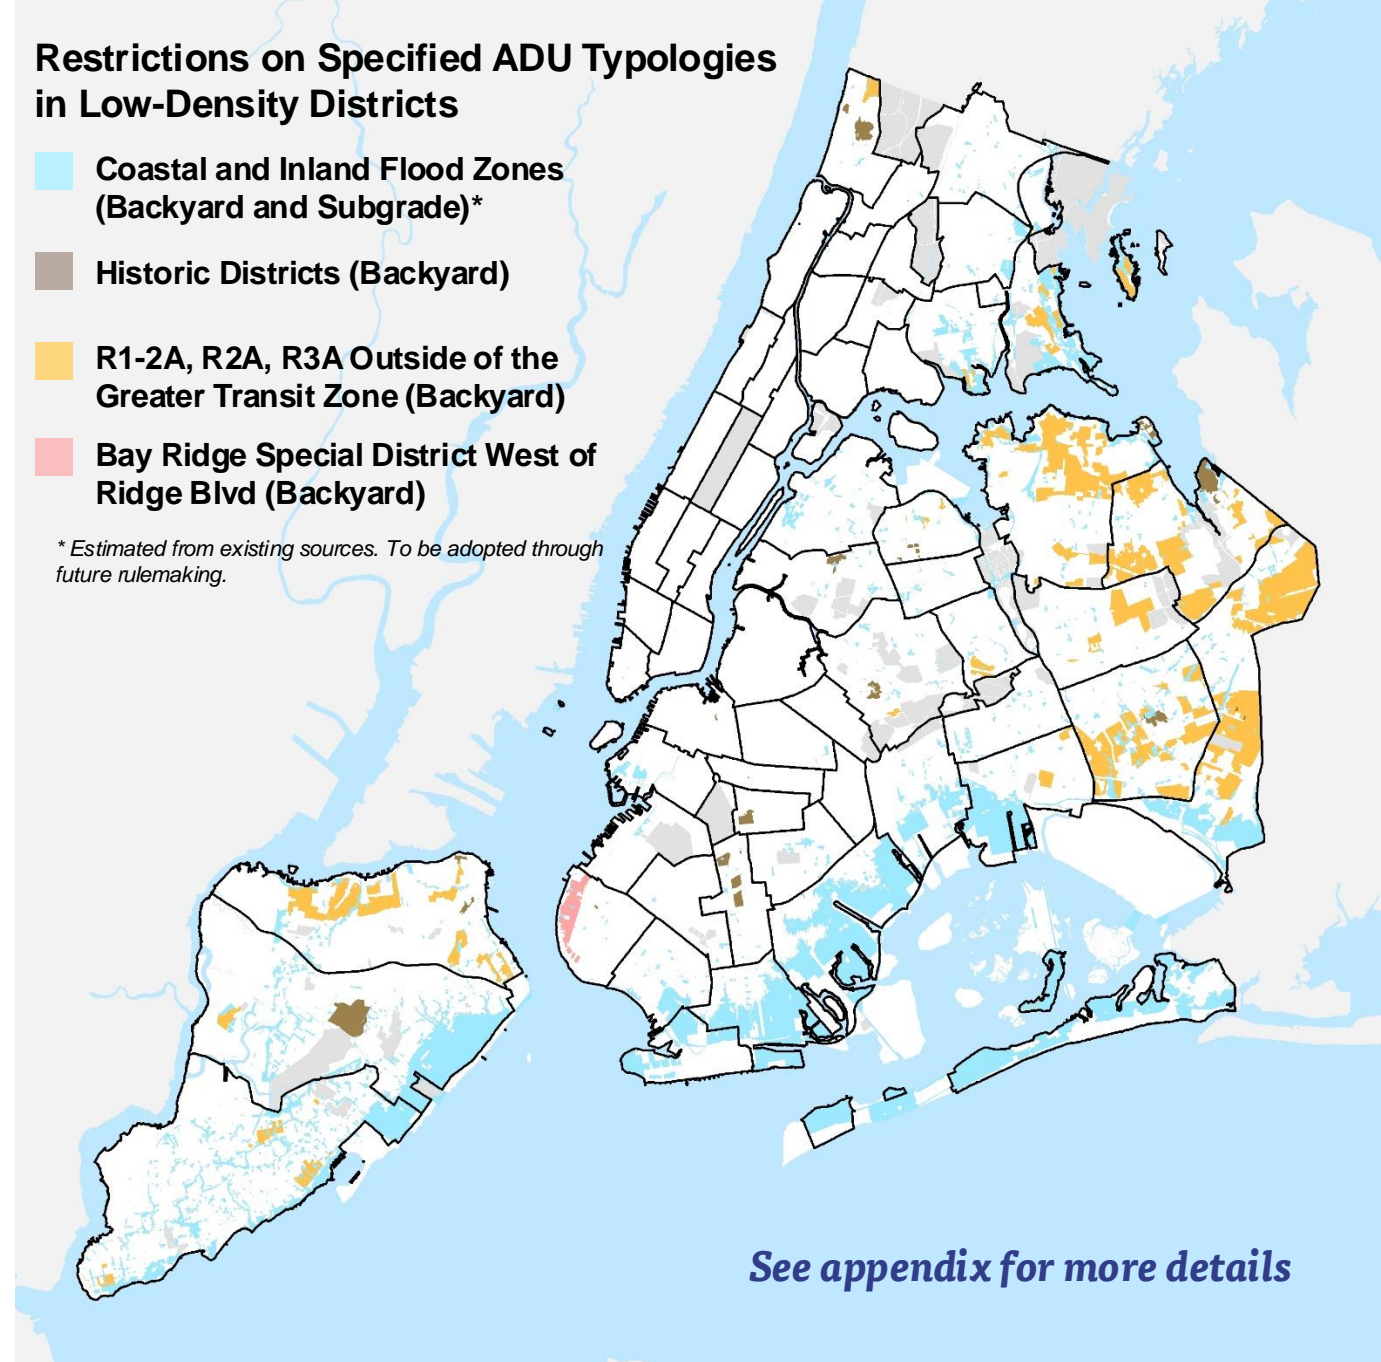 Restrictions on Specified ADU Typologies
in Low-Density Districts
Coastal and Inland Flood Zones
(Backyard and Subgrade)*
Historic Districts (Backyard)
R1-2A, R2A, R3A Outside of the
Greater Transit Zone (Backyard)
Bay Ridge Special District West of
Ridge Blvd (Backyard)
* Estimated from existing sources. To be adopted through
future rulemaking.
See appendix for more details